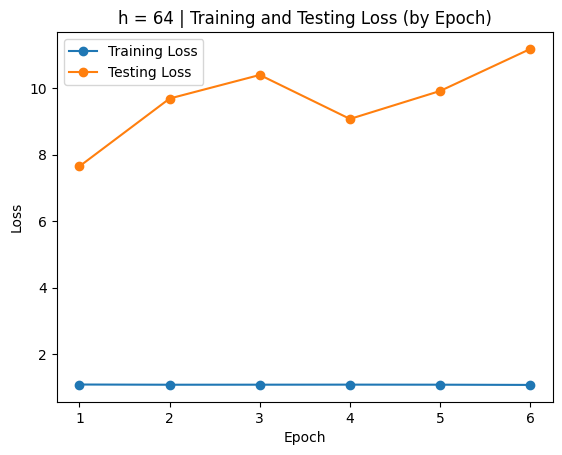 h = 64 | Training and Testing Loss (by Epoch)
Training Loss
Testing Loss
10
8
6
4
2
Loss
1 2 3 4 5 6
Epoch